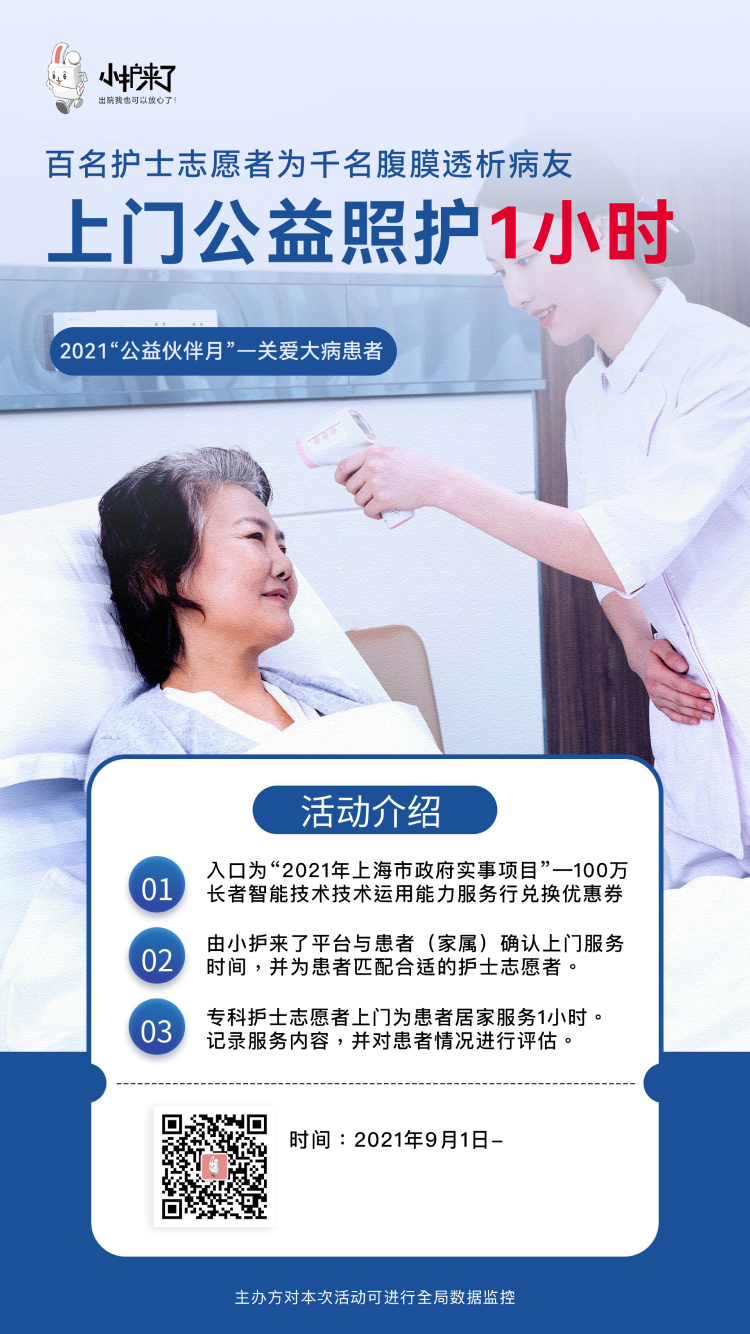 小护来了
出院我也可以放心了!
百名护士志愿者为千名腹膜透析病友
上门公益照护1小时
2021“公益伙伴月”—关爱大病患者
活动介绍
01
入口为“2021年上海市政府实事项目”—100万
长者智能技术技术运用能力服务行兑换优惠券
02
由小护来了平台与患者（家属）确认上门服务
时间，并为患者匹配合适的护士志愿者。
03
专科护士志愿者上门为患者居家服务1小时。
记录服务内容，并对患者情况进行评估。
时间：2021年9月1日-
主办方对本次活动可进行全局数据监控